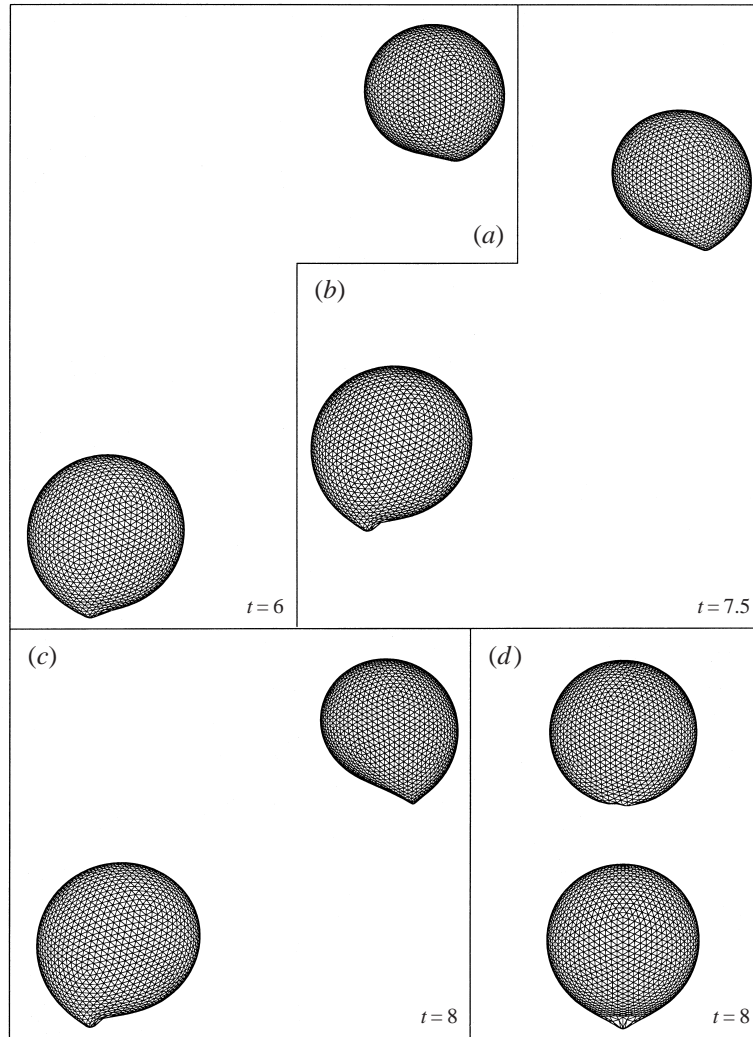 (a)
(b)
t = 6
t = 7.5
(c)
(d)
t = 8
t = 8